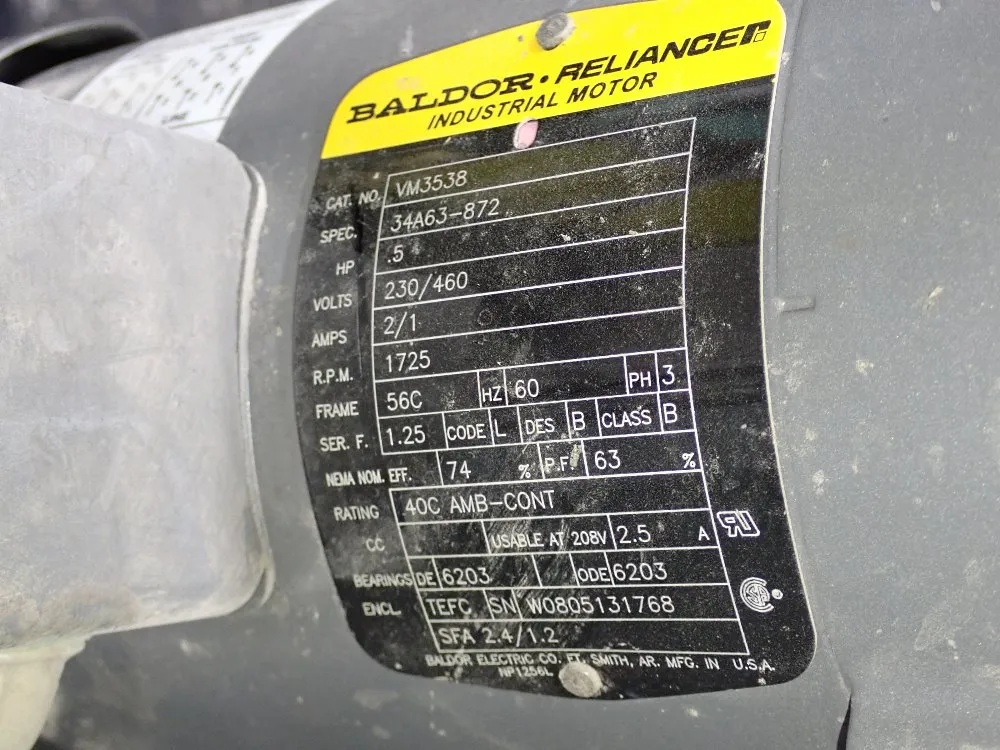 BALDOR • RELIANCER
INDUSTRIAL MOTOR
CAT. NO. VM3538
SPEC. 34A63-872
HP .5
VOLTS 230/460
AMPS 2/1
R.P.M. 1725
FRAME 56C HZ 60 PH 3
SER. F. 1.25 CODE L DES B CLASS B
NEMA NOM. EFF. 74 % P.F. 63 %
RATING 40C AMB-CONT
CC USABLE AT 208V 2.5 A
BEARINGS DE 6203 ODE 6203
ENCL. TEFC SN W0805131768
SFA 2.4/1.2
BALDOR ELECTRIC CO. FT. SMITH, AR. MFG. IN U.S.A.
NP1256L